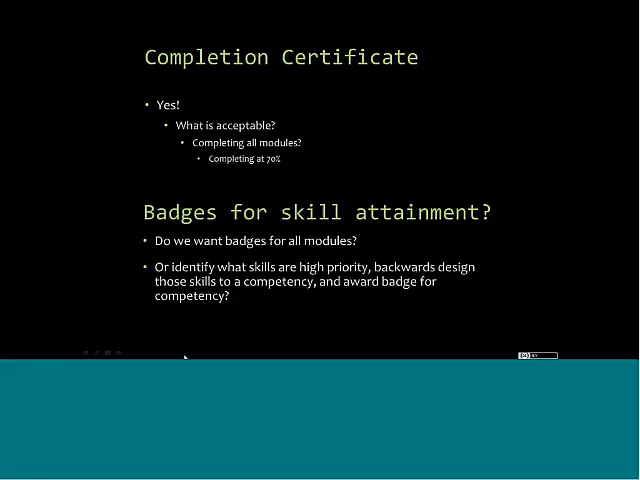 Completion Certificate
• Yes!
• What is acceptable?
• Completing all modules?
• Completing at 70%
Badges for skill attainment?
• Do we want badges for all modules?
• Or identify what skills are high priority, backwards design
those skills to a competency, and award badge for
competency?